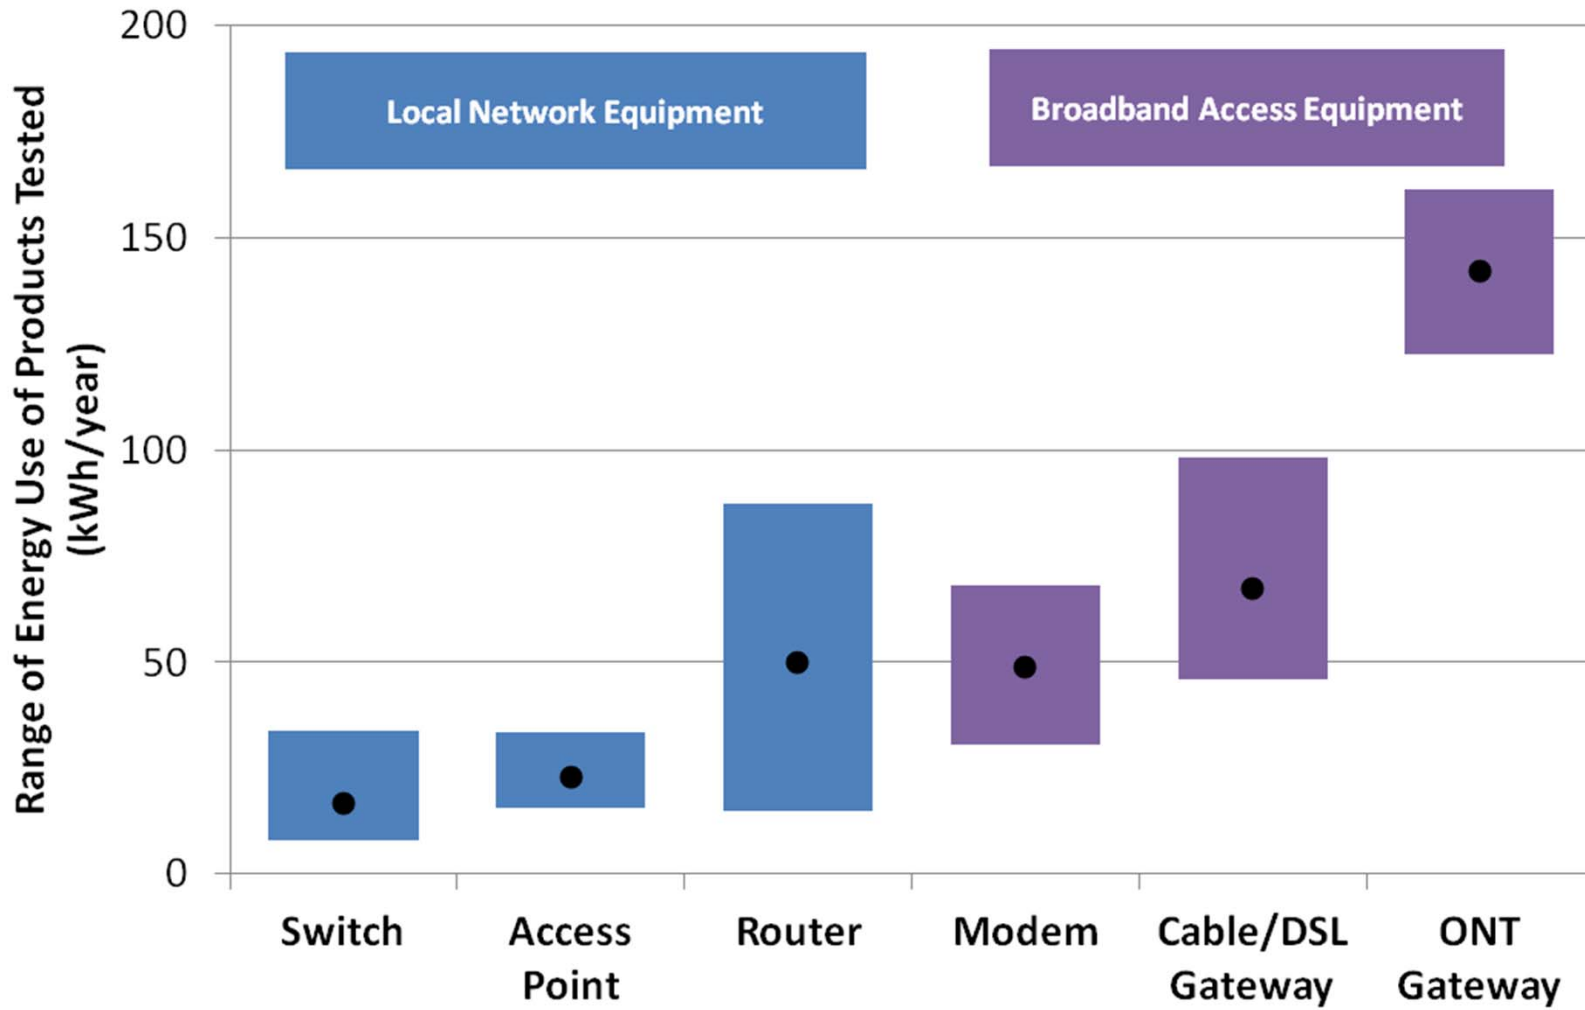 Range of Energy Use of Products Tested
(kWh/year)
200
150
100
50
0
Local Network Equipment
Broadband Access Equipment
Switch
Access
Point
Router
Modem
Cable/DSL
Gateway
ONT
Gateway